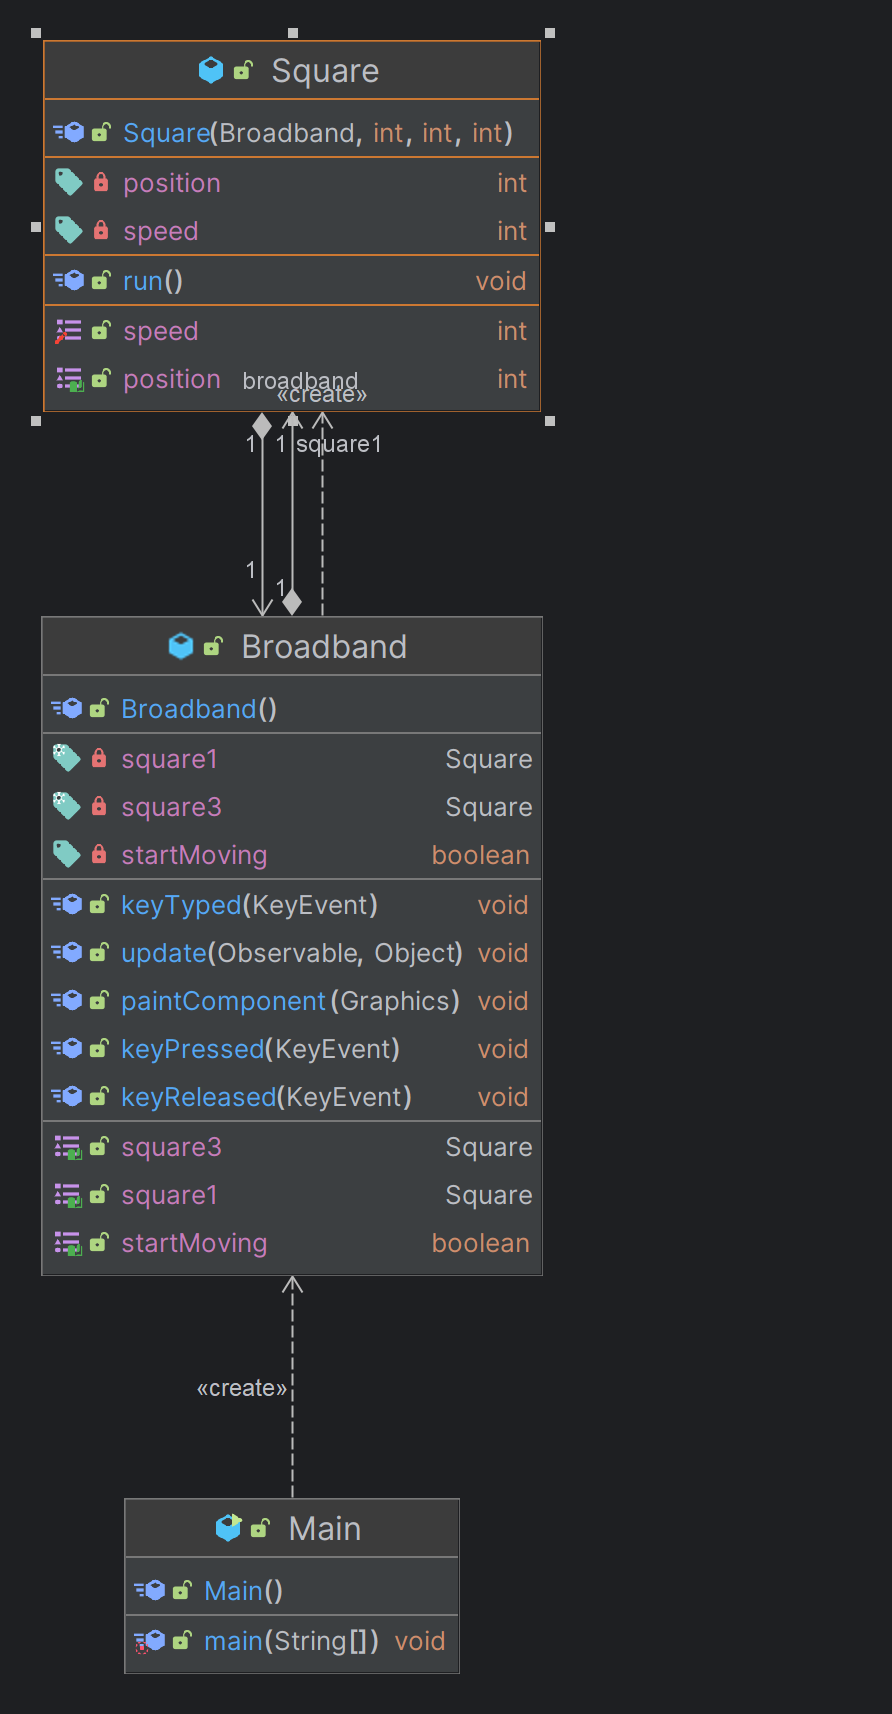 Square
Square(Broadband, int, int, int)
position int
speed int
run() void
speed int
position int
broadband
«create»
1 1 square1
1
1
Broadband
Broadband()
square1 Square
square3 Square
startMoving boolean
keyTyped(KeyEvent) void
update(Observable, Object) void
paintComponent(Graphics) void
keyPressed(KeyEvent) void
keyReleased(KeyEvent) void
square3 Square
square1 Square
startMoving boolean
«create»
Main
Main()
main(String[]) void